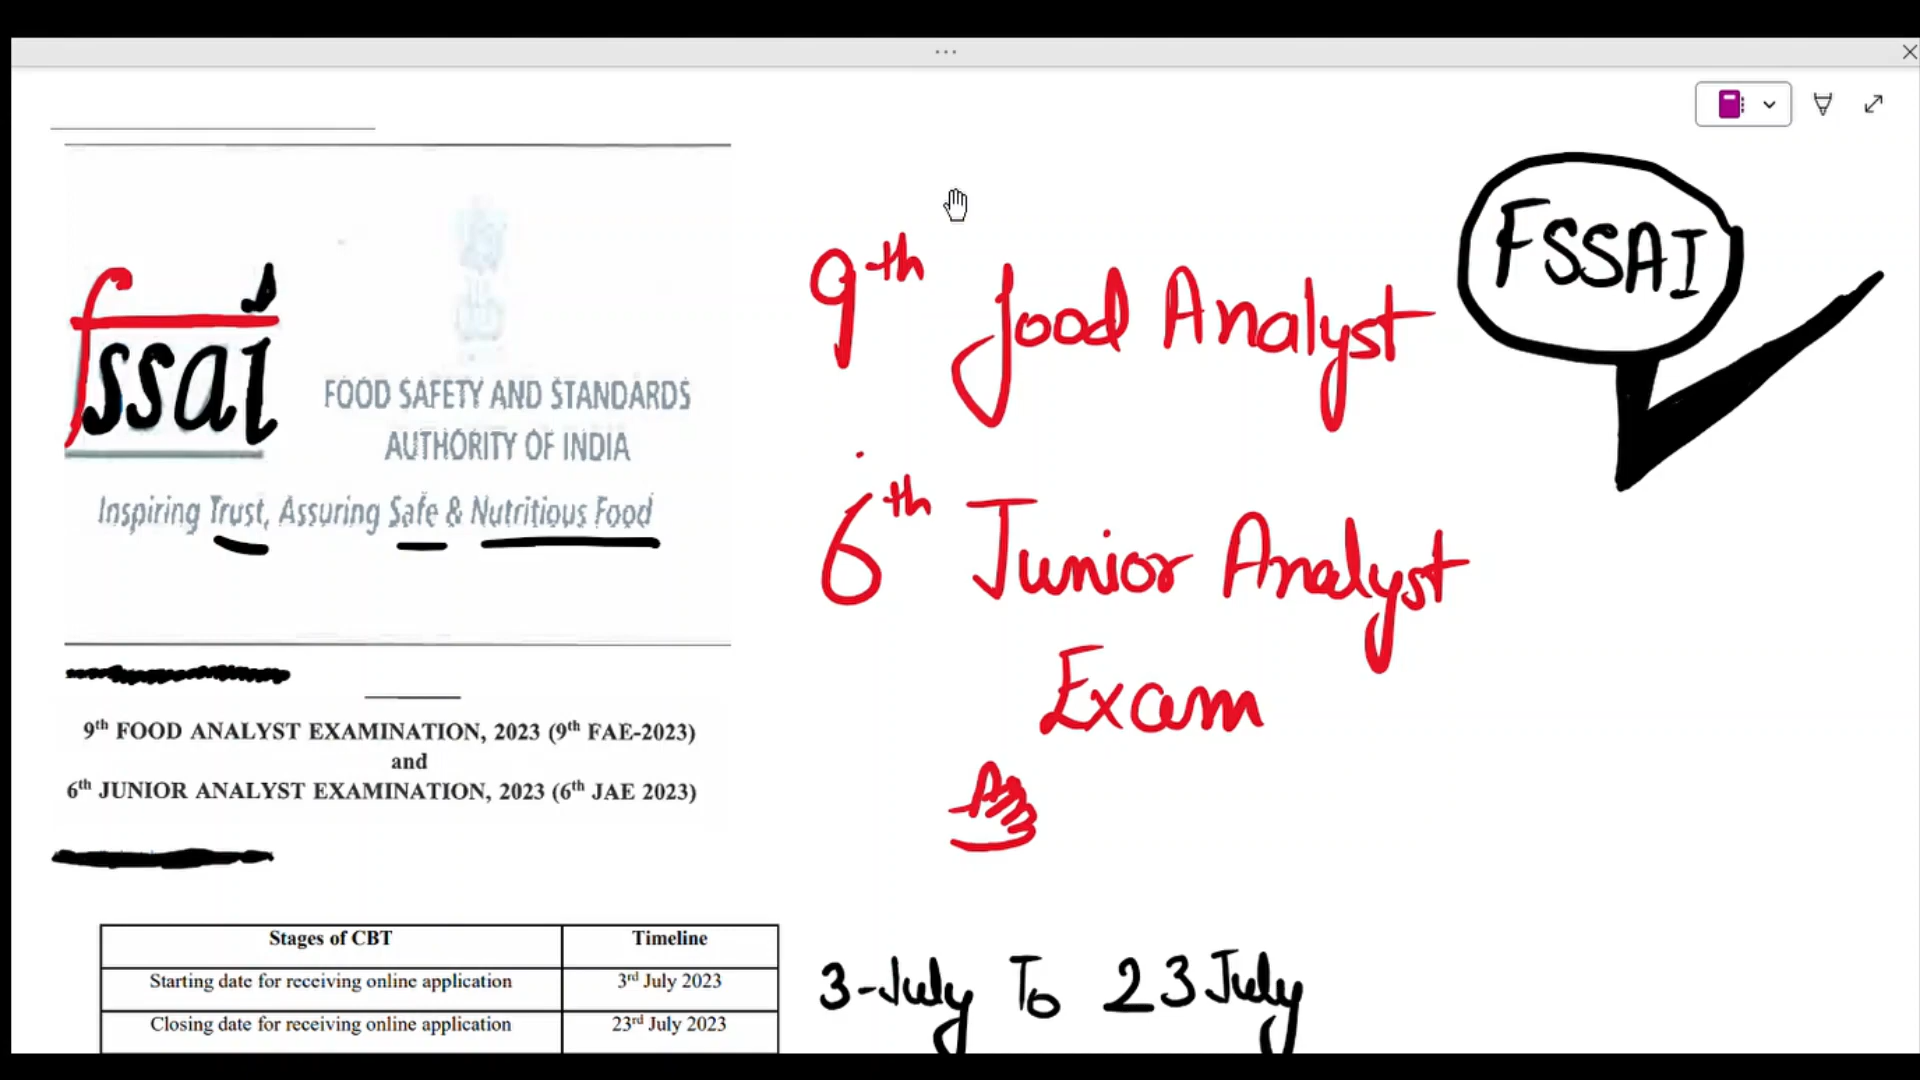 fssai
FOOD SAFETY AND STANDARDS
AUTHORITY OF INDIA
Inspiring Trust, Assuring Safe & Nutritious Food
9th FOOD ANALYST EXAMINATION, 2023 (9th FAE-2023)
and
6th JUNIOR ANALYST EXAMINATION, 2023 (6th JAE 2023)
Stages of CBT Timeline
Starting date for receiving online application 3rd July 2023
Closing date for receiving online application 23rd July 2023
9th food Analyst
FSSAI
6th Junior Analyst
Exam
3-July To 23 July